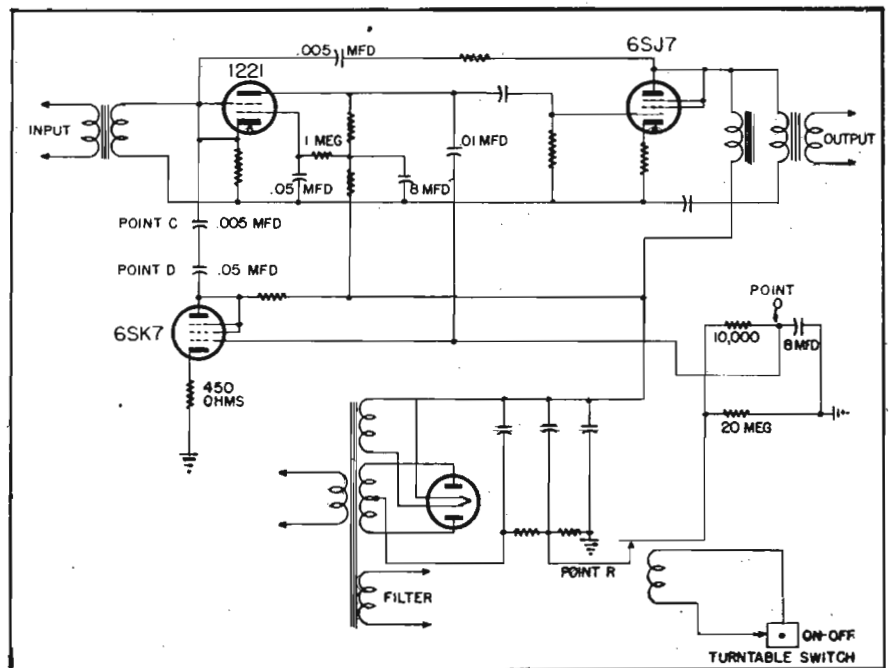 .005 MFD
6SJ7
1221
INPUT
1 MEG
.01 MFD
OUTPUT
.05 MFD
8 MFD
POINT C
.005 MFD
POINT D
.05 MFD
POINT
O
6SK7
10,000
8 MFD
450
OHMS
20 MEG
POINT R
FILTER
ON-OFF
TURNTABLE SWITCH